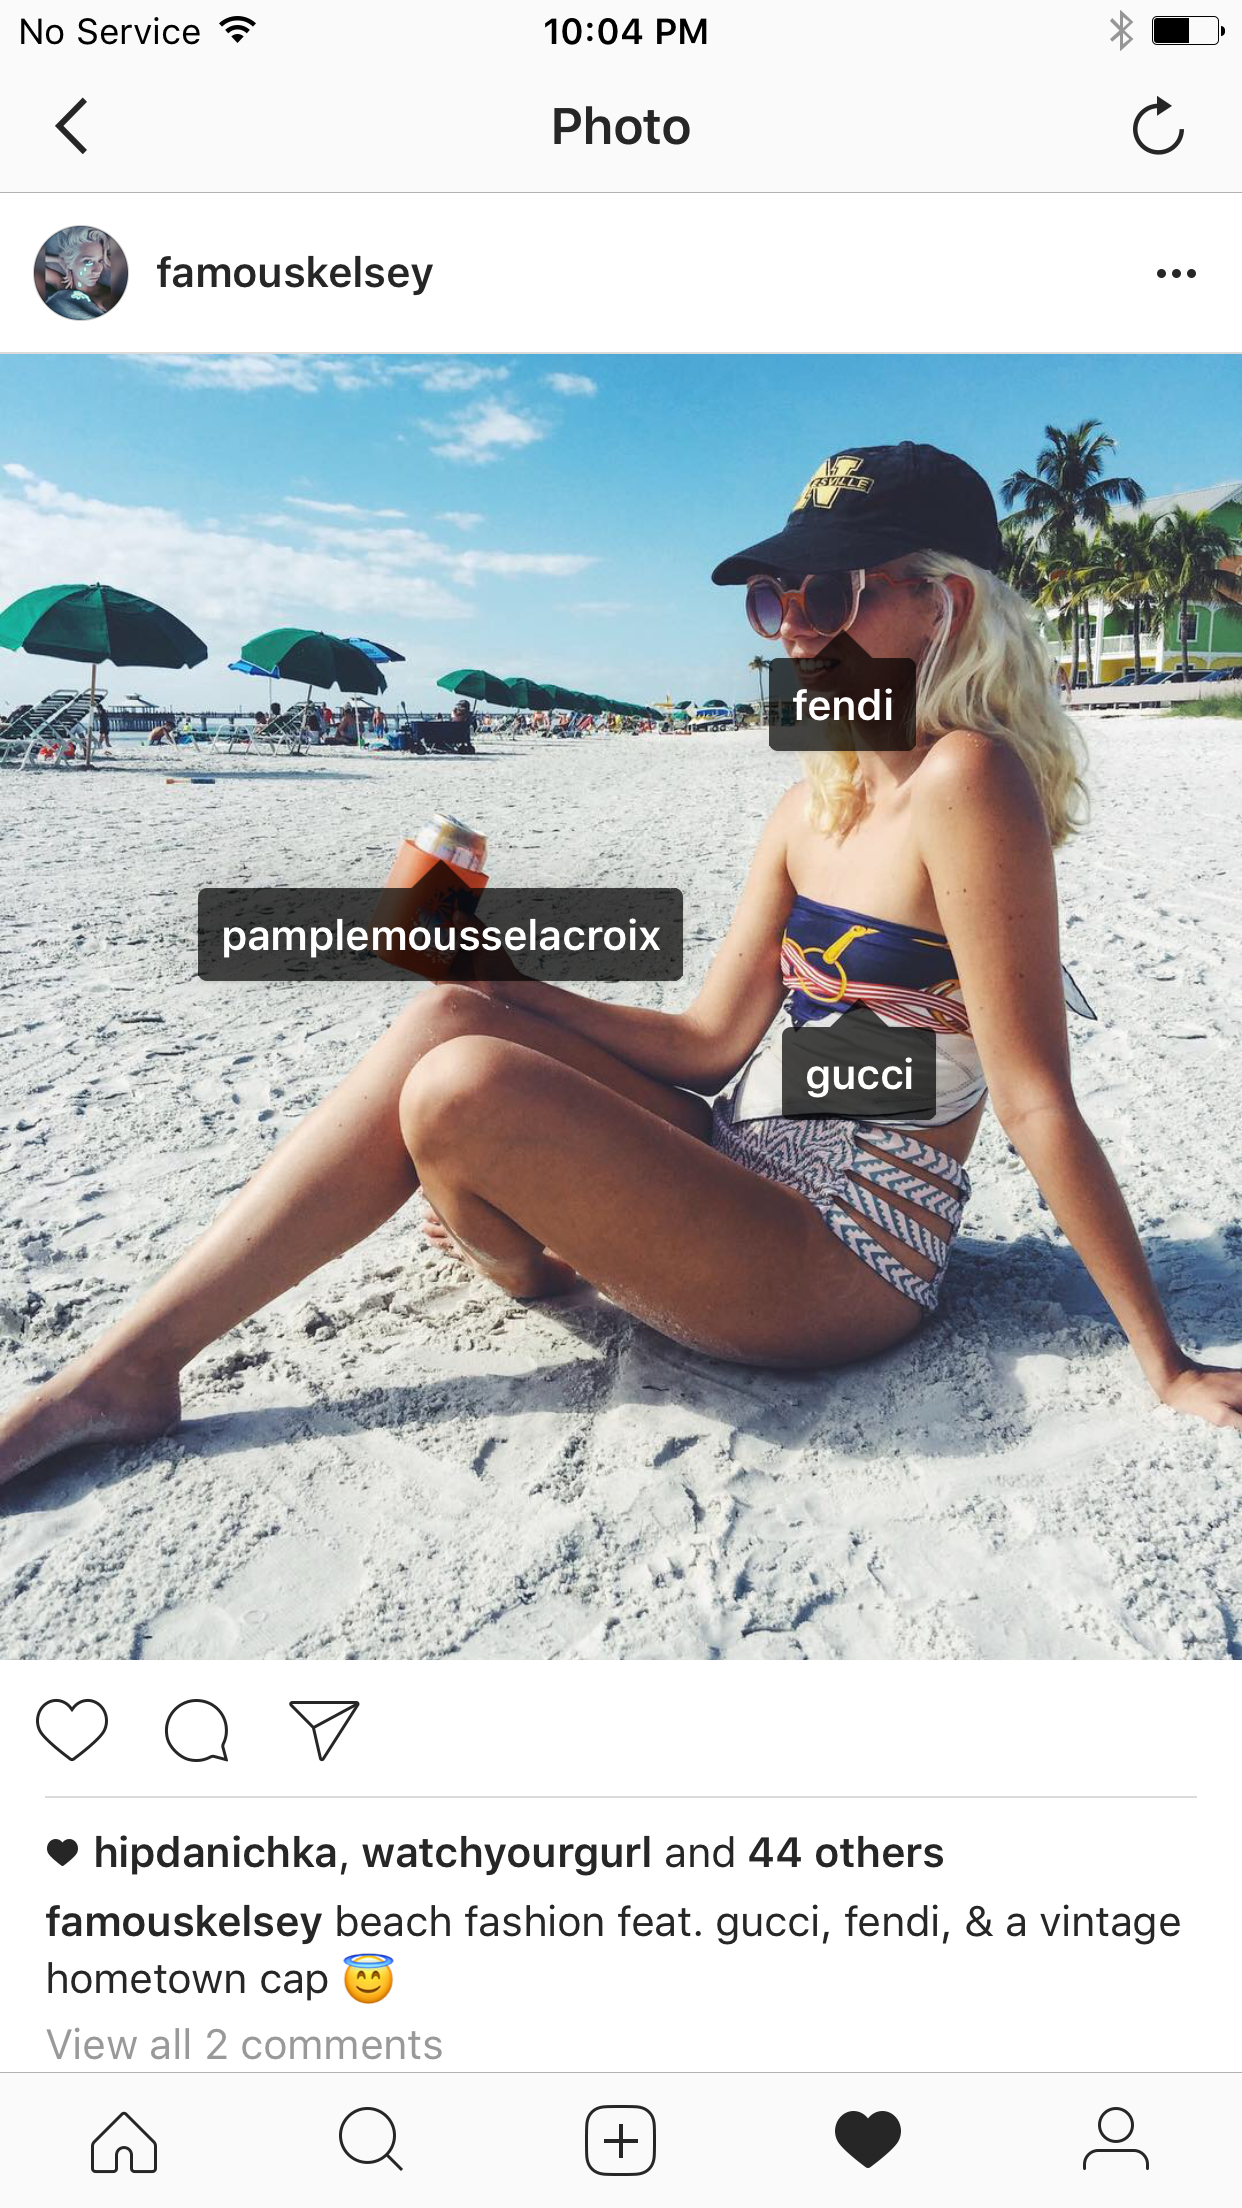 No Service
10:04 PM
Photo
famouskelsey
N
fendi
pamplemousselacroix
gucci
hipdanichka, watchyourgurl and 44 others
famouskelsey beach fashion feat. gucci, fendi, & a vintage
hometown cap 😇
View all 2 comments